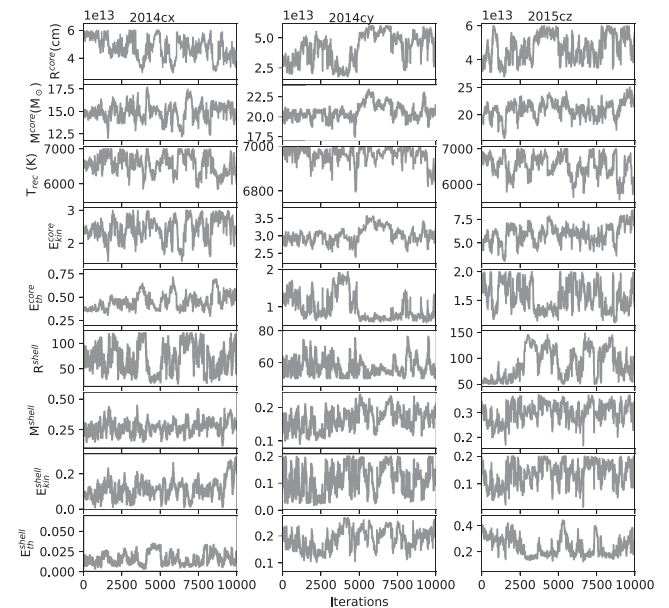 1e13 2014cx 1e13 2014cy 1e13 2015cz
R^core(cm) 6 4 5.0 2.5 6 4
M^core(M_⊙) 17.5 15.0 12.5 22.5 20.0 17.5 25 20 15
T_rec (K) 7000 6000 7000 6800 7000 6000
E^core_kin 3 2 3.5 3.0 2.5 7.5 5.0
E^core_th 0.75 0.50 0.25 2 1 2.0 1.5
R^shell 100 50 80 60 150 100 50
M^shell 0.50 0.25 0.2 0.1 0.3 0.2
E^shell_kin 0.2 0.0 0.2 0.1 0.0 0.2 0.1
E^shell_th 0.050 0.025 0.000 0.2 0.1 0.4 0.2
0 2500 5000 7500 10000 0 2500 5000 7500 10000 0 2500 5000 7500 10000
Iterations